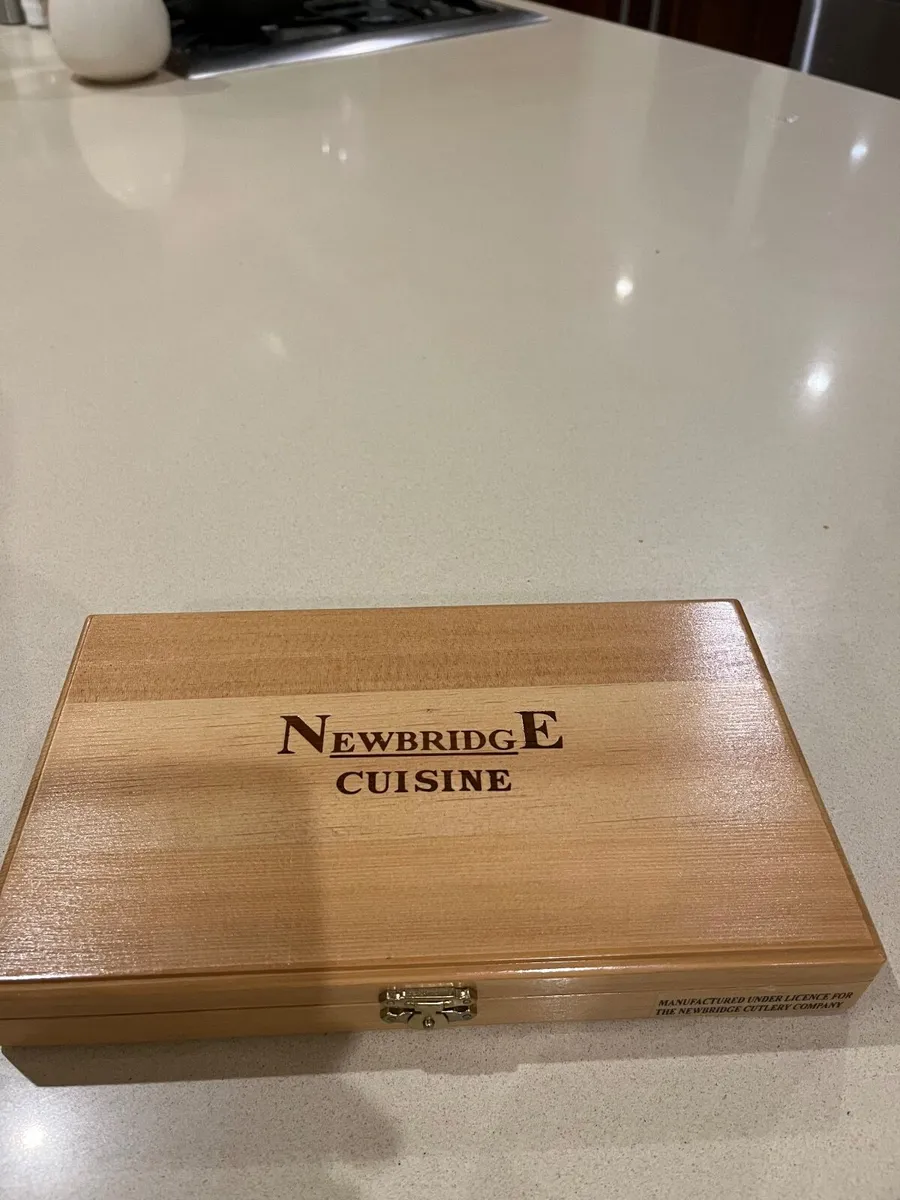 NEWBRIDGE
CUISINE
MANUFACTURED UNDER LICENCE FOR
THE NEWBRIDGE CUTLERY COMPANY